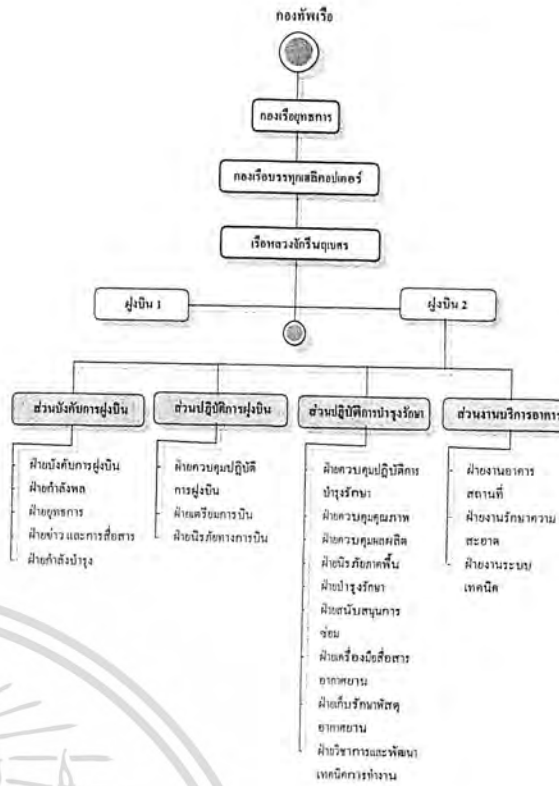 กองทัพเรือ
กองเรือยุทธการ
กองเรือบรรทุกเฮลิคอปเตอร์
เรือหลวงจักรีนฤเบศร
ฝูงบิน 1
ฝูงบิน 2
ส่วนบังคับการฝูงบิน
ฝ่ายบังคับการฝูงบิน
ฝ่ายกำลังพล
ฝ่ายยุทธการ
ฝ่ายข่าว และการสื่อสาร
ฝ่ายกำลังบำรุง
ส่วนปฏิบัติการฝูงบิน
ฝ่ายควบคุมปฏิบัติ
การฝูงบิน
ฝ่ายเตรียมการบิน
ฝ่ายนิรภัยทางการบิน
ส่วนปฏิบัติการบำรุงรักษา
ฝ่ายควบคุมปฏิบัติการ
บำรุงรักษา
ฝ่ายควบคุมคุณภาพ
ฝ่ายควบคุมผลผลิต
ฝ่ายนิรภัยภาคพื้น
ฝ่ายบำรุงรักษา
ฝ่ายสนับสนุนการ
ซ่อม
ฝ่ายเครื่องมือสื่อสาร
อากาศยาน
ฝ่ายเก็บรักษาพัสดุ
อากาศยาน
ฝ่ายวิชาการและพัฒนา
เทคนิคการทำงาน
ส่วนงานบริการอาคาร
ฝ่ายงานอาคาร
สถานที่
ฝ่ายงานรักษาความ
สะอาด
ฝ่ายงานระบบ
เทคนิค